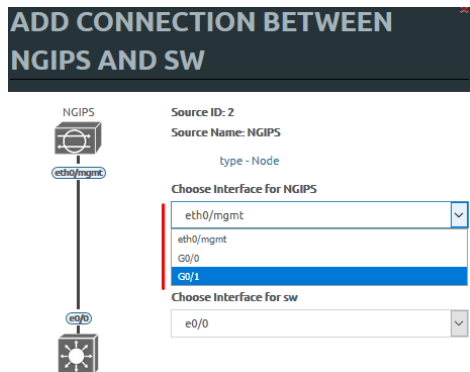 ADD CONNECTION BETWEEN
NGIPS AND SW
NGIPS
Source ID: 2
Source Name: NGIPS
type - Node
eth0/mgmt
Choose Interface for NGIPS
eth0/mgmt
eth0/mgmt
G0/0
G0/1
Choose Interface for sw
e0/0
e0/0